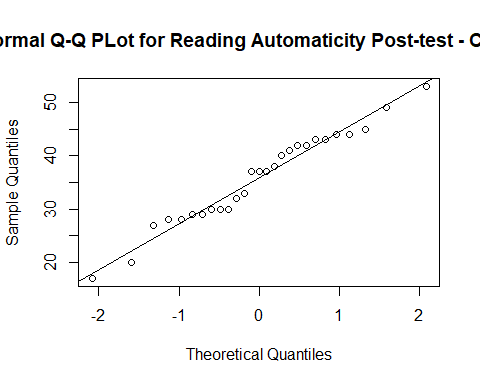 ormal Q-Q PLot for Reading Automaticity Post-test - C
50
40
30
20
Sample Quantiles
-2 -1 0 1 2
Theoretical Quantiles